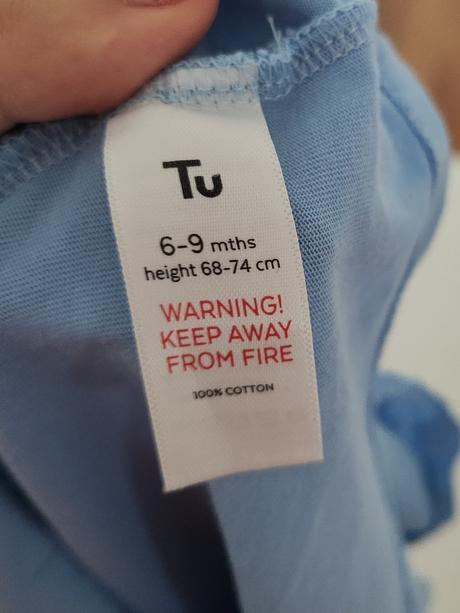 Tu
6-9 mths
height 68-74 cm
WARNING!
KEEP AWAY
FROM FIRE
100% COTTON